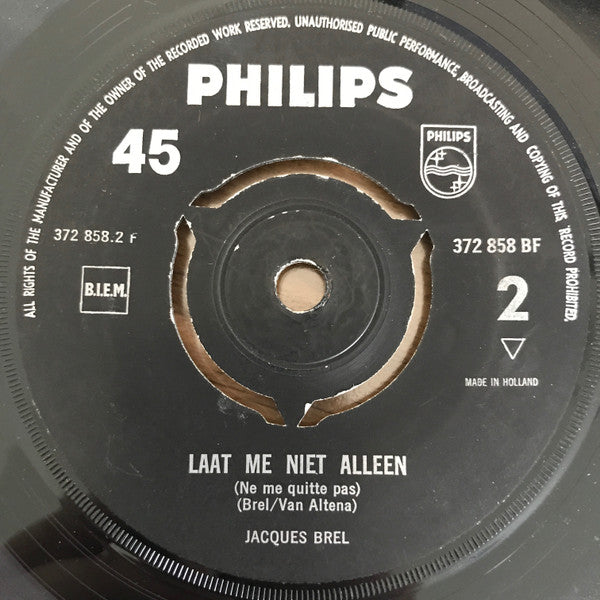 ALL RIGHTS OF THE MANUFACTURER AND OF THE OWNER OF THE RECORDED WORK RESERVED. UNAUTHORISED PUBLIC PERFORMANCE, BROADCASTING AND COPYING OF THIS RECORD PROHIBITED.
PHILIPS
45
PHILIPS
372 858.2 F
372 858 BF
B.I.E.M.
2
MADE IN HOLLAND
LAAT ME NIET ALLEEN
(Ne me quitte pas)
(Brel/Van Altena)
JACQUES BREL